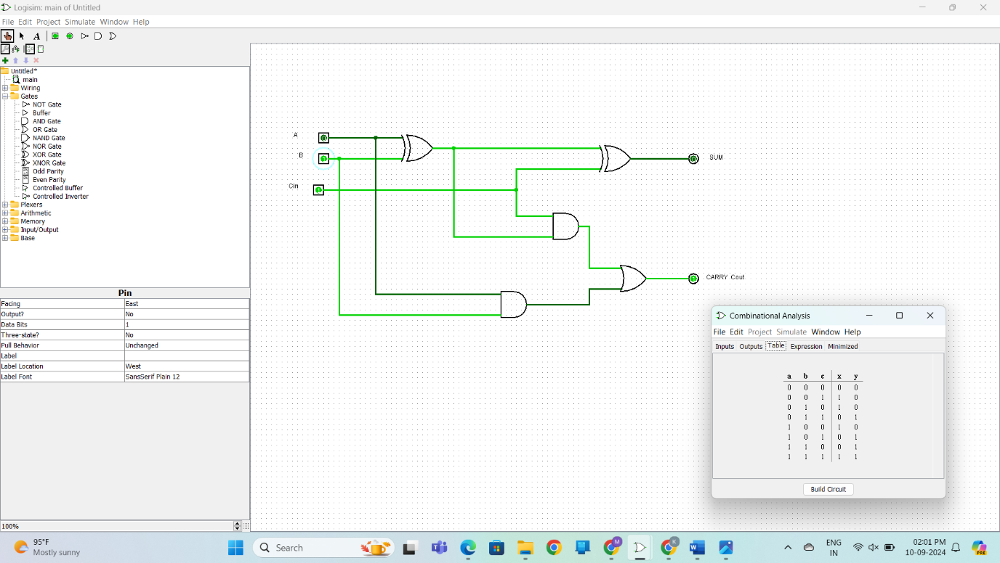 Logisim: main of Untitled
File Edit Project Simulate Window Help
A
Untitled*
main
Wiring
Gates
NOT Gate
Buffer
AND Gate
OR Gate
NAND Gate
NOR Gate
XOR Gate
XNOR Gate
Odd Parity
Even Parity
Controlled Buffer
Controlled Inverter
Plexers
Arithmetic
Memory
Input/Output
Base
Pin
Facing East
Output? No
Data Bits 1
Three-state? No
Pull Behavior Unchanged
Label
Label Location West
Label Font SansSerif Plain 12
100%
A 0
B 1
Cin 1
0 SUM
1 CARRY Cout
Combinational Analysis
File Edit Project Simulate Window Help
Inputs Outputs Table Expression Minimized
a b c x y
0 0 0 0 0
0 0 1 1 0
0 1 0 1 0
0 1 1 0 1
1 0 0 1 0
1 0 1 0 1
1 1 0 0 1
1 1 1 1 1
Build Circuit
95°F
Mostly sunny
Search
M
K
ENG
IN
02:01 PM
10-09-2024
PRE